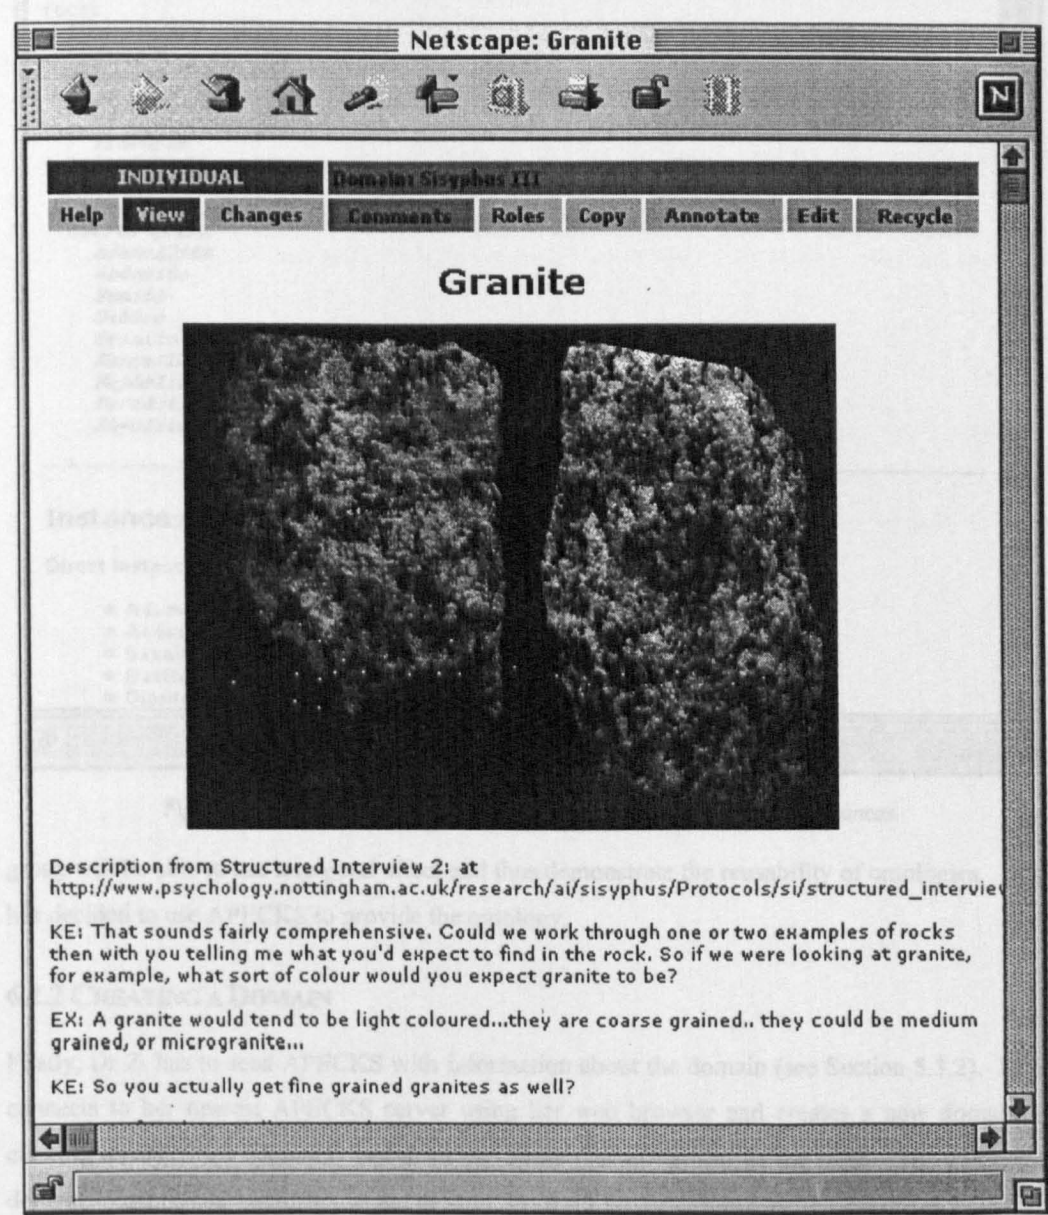 Netscape: Granite
N
INDIVIDUAL
Domain: Sisyphus III
Help View Changes Comments Roles Copy Annotate Edit Recycle
Granite
Description from Structured Interview 2: at
http://www.psychology.nottingham.ac.uk/research/ai/sisyphus/Protocols/si/structured_interview
KE: That sounds fairly comprehensive. Could we work through one or two examples of rocks
then with you telling me what you'd expect to find in the rock. So if we were looking at granite,
for example, what sort of colour would you expect granite to be?
EX: A granite would tend to be light coloured...they are coarse grained.. they could be medium
grained, or microgranite...
KE: So you actually get fine grained granites as well?